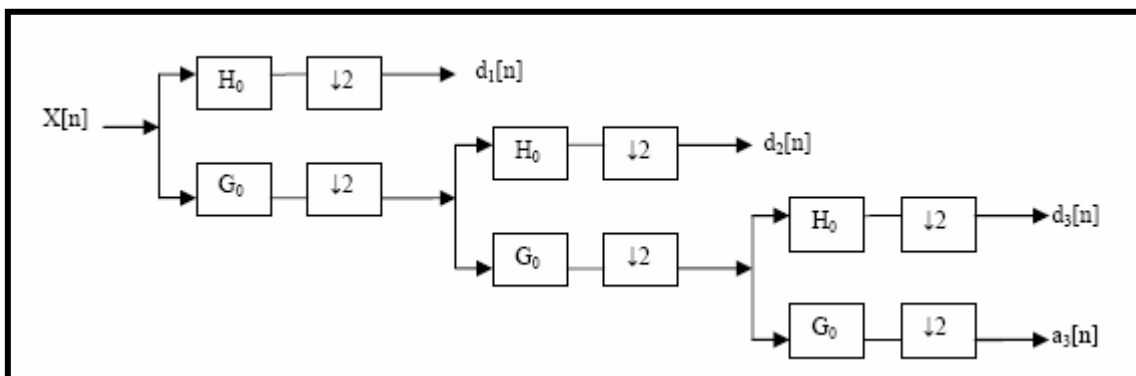 H₀ ↓2 d₁[n]
X[n]
H₀ ↓2 d₂[n]
G₀ ↓2
H₀ ↓2 d₃[n]
G₀ ↓2
G₀ ↓2 a₃[n]